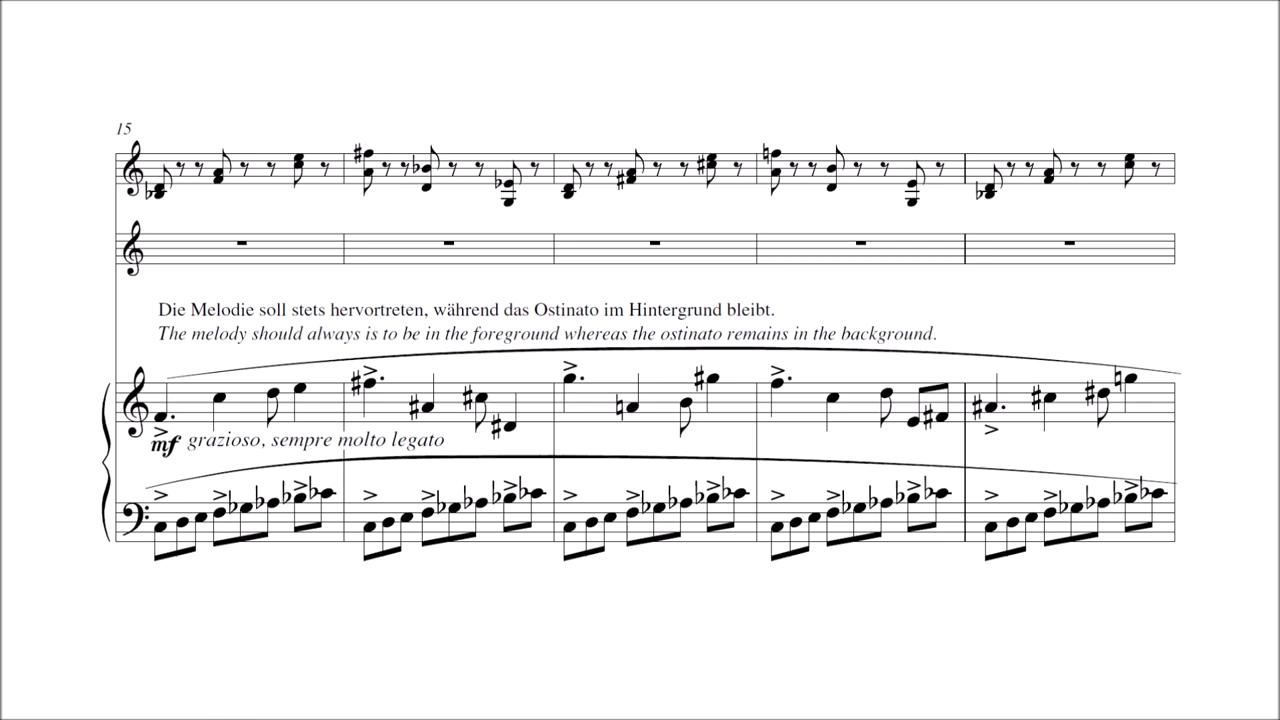 15
Die Melodie soll stets hervortreten, während das Ostinato im Hintergrund bleibt.
The melody should always is to be in the foreground whereas the ostinato remains in the background.
mf grazioso, sempre molto legato